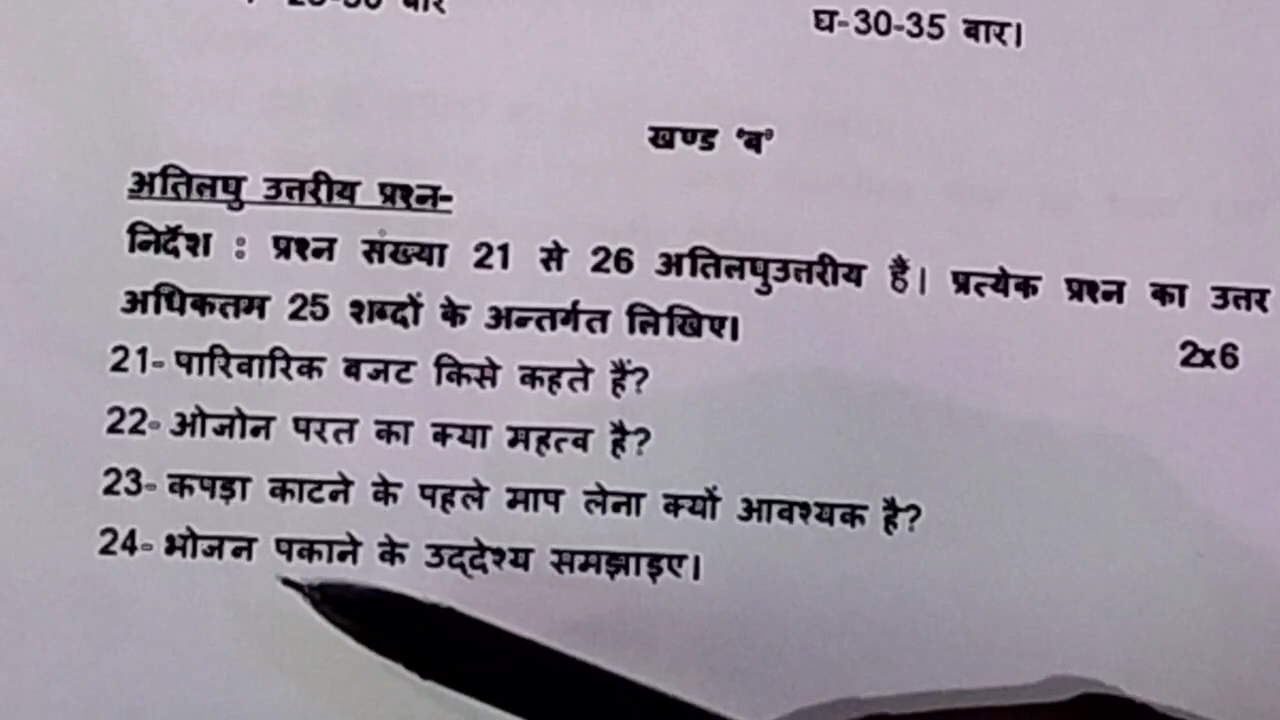 घ-30-35 बार।
खण्ड 'ब'
अतिलघु उत्तरीय प्रश्न-
निर्देश : प्रश्न संख्या 21 से 26 अतिलघुउत्तरीय हैं। प्रत्येक प्रश्न का उत्तर
अधिकतम 25 शब्दों के अन्तर्गत लिखिए।
2x6
21- पारिवारिक बजट किसे कहते हैं?
22- ओजोन परत का क्या महत्व है?
23- कपड़ा काटने के पहले माप लेना क्यों आवश्यक है?
24- भोजन पकाने के उद्देश्य समझाइए।